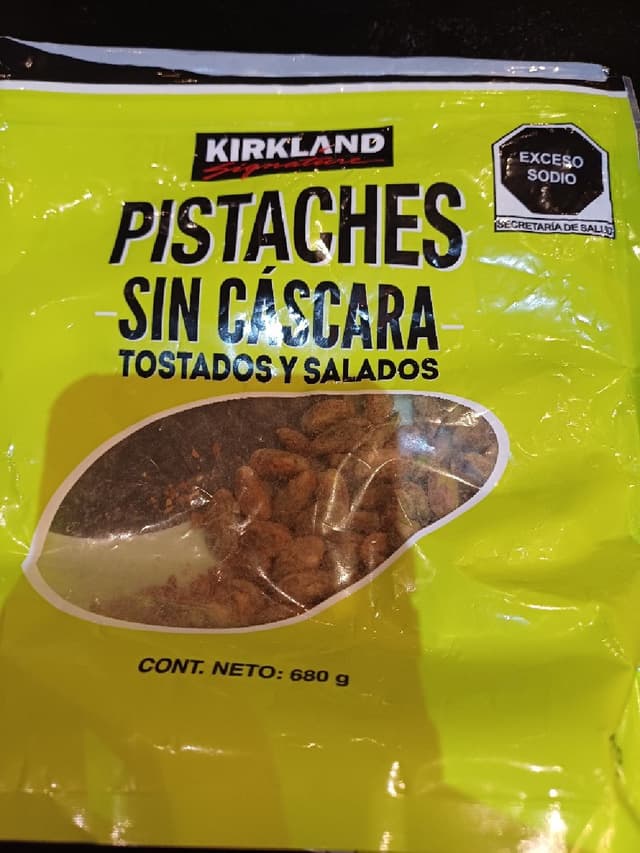 KIRKLAND
Signature
EXCESO
SODIO
SECRETARÍA DE SALUD
PISTACHES
SIN CÁSCARA
TOSTADOS Y SALADOS
CONT. NETO: 680 g